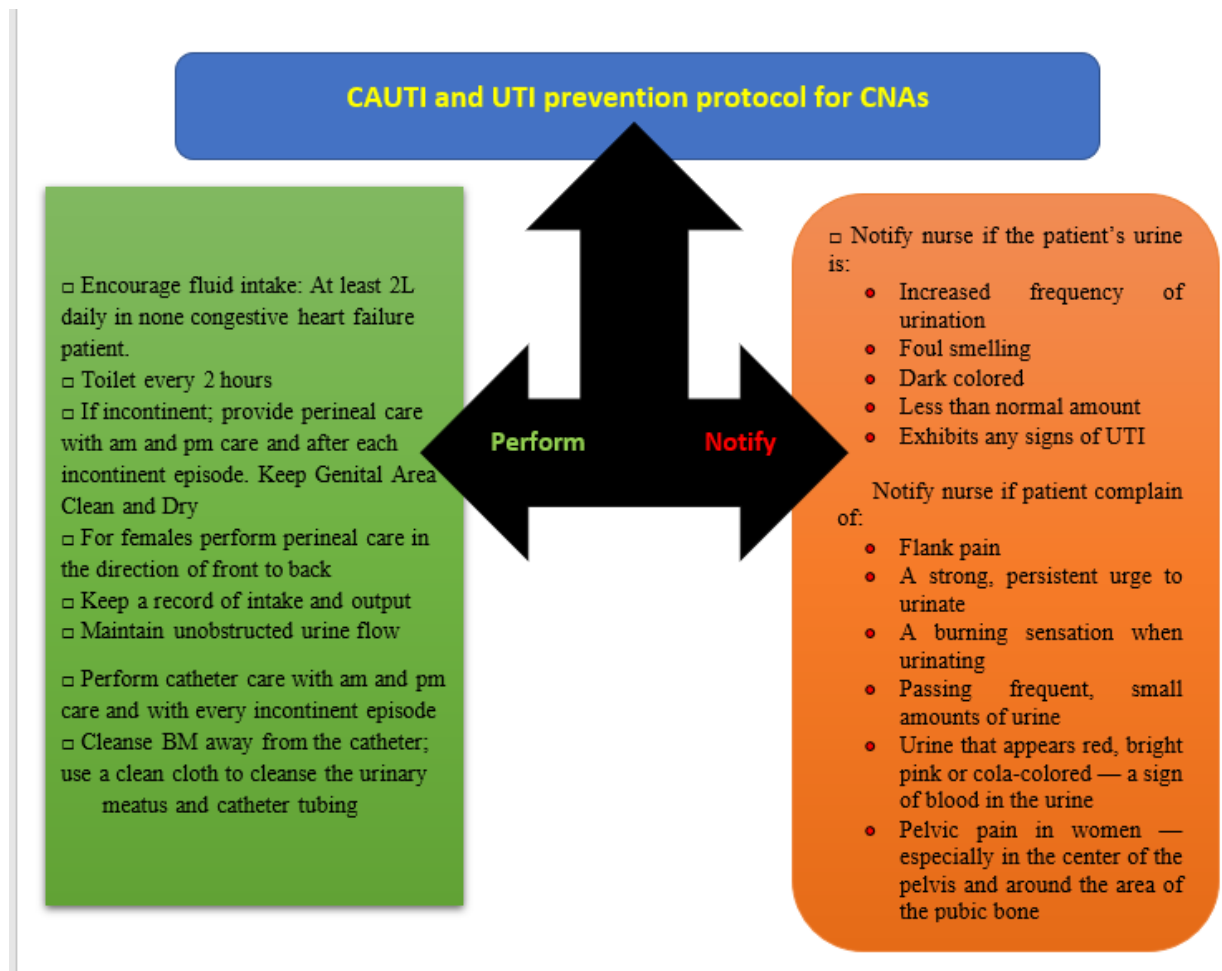 CAUTI and UTI prevention protocol for CNAs
□ Encourage fluid intake: At least 2L
daily in none congestive heart failure
patient.
□ Toilet every 2 hours
□ If incontinent; provide perineal care
with am and pm care and after each
incontinent episode. Keep Genital Area
Clean and Dry
□ For females perform perineal care in
the direction of front to back
□ Keep a record of intake and output
□ Maintain unobstructed urine flow
□ Perform catheter care with am and pm
care and with every incontinent episode
□ Cleanse BM away from the catheter;
use a clean cloth to cleanse the urinary
meatus and catheter tubing
Perform
Notify
□ Notify nurse if the patient’s urine
is:
• Increased frequency of
urination
• Foul smelling
• Dark colored
• Less than normal amount
• Exhibits any signs of UTI
Notify nurse if patient complain
of:
• Flank pain
• A strong, persistent urge to
urinate
• A burning sensation when
urinating
• Passing frequent, small
amounts of urine
• Urine that appears red, bright
pink or cola-colored — a sign
of blood in the urine
• Pelvic pain in women —
especially in the center of the
pelvis and around the area of
the pubic bone